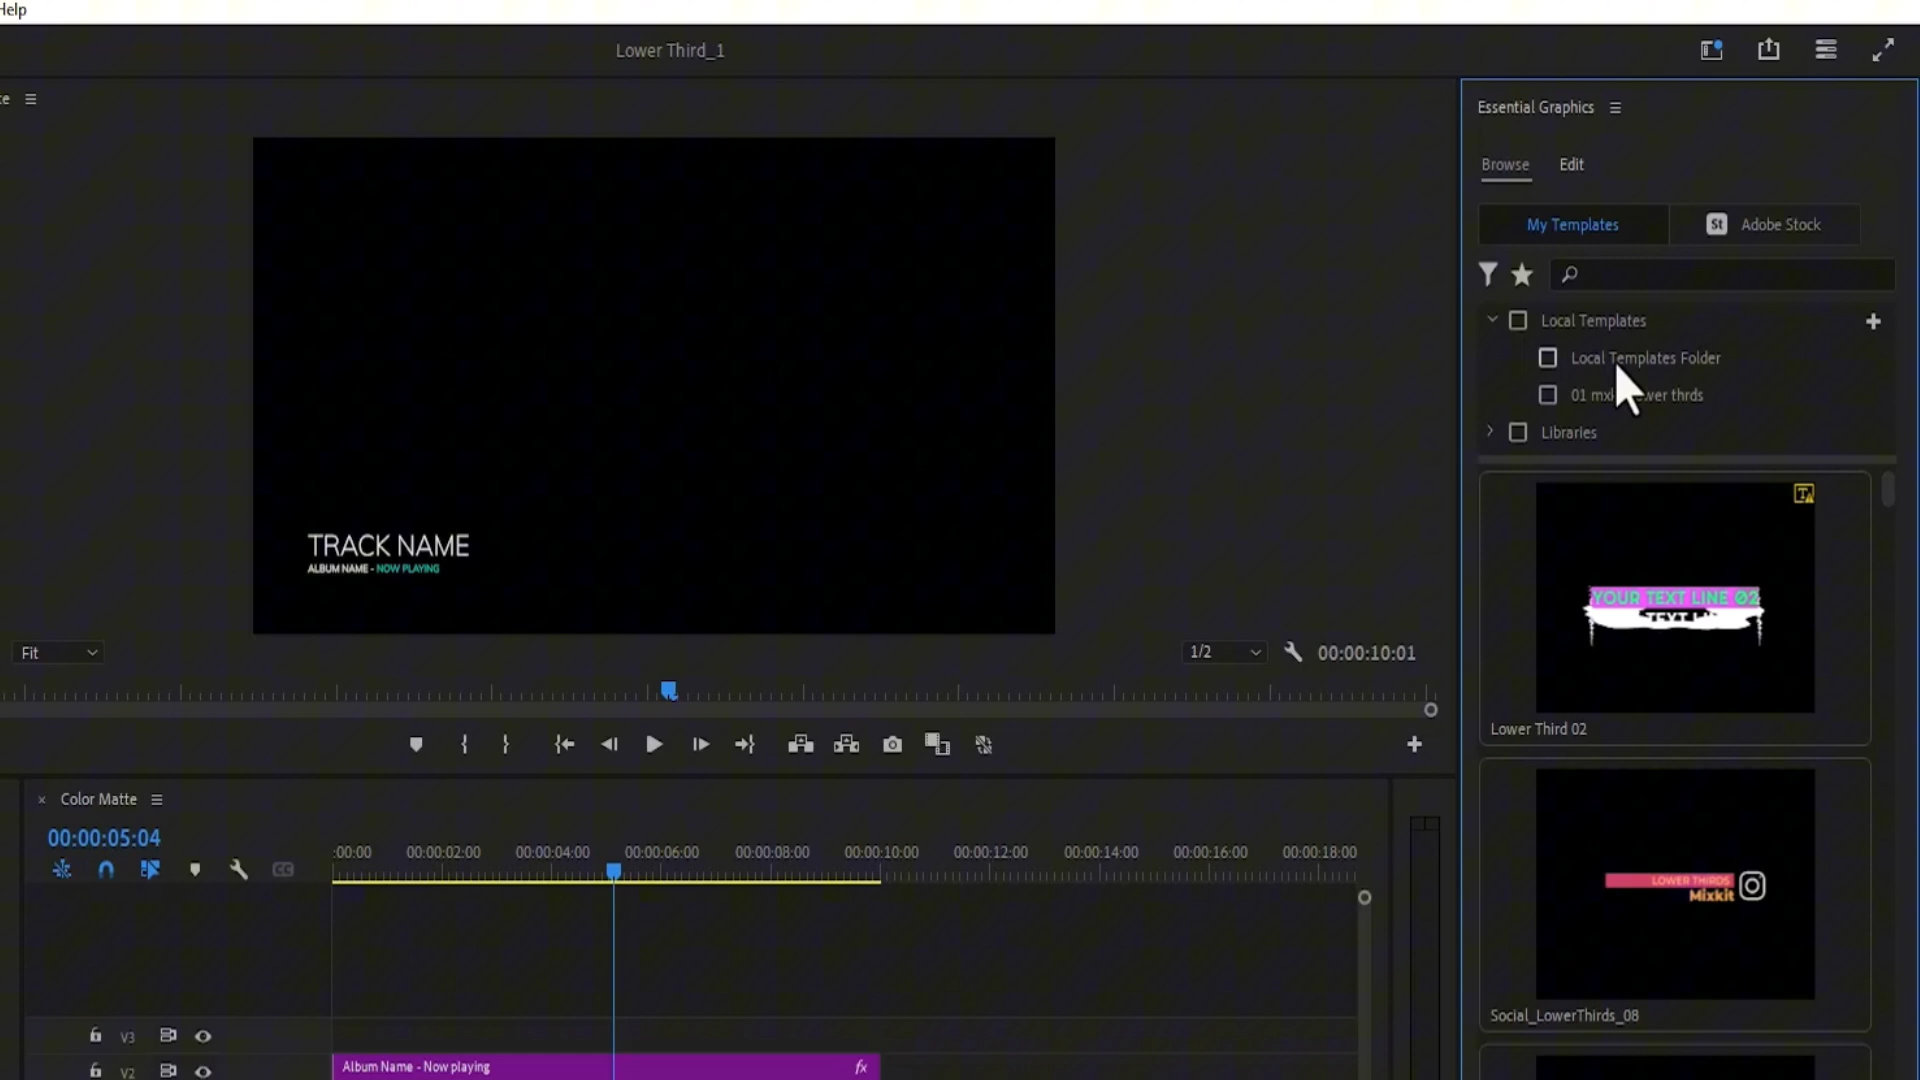 Help
Lower Third_1
Essential Graphics
Browse
Edit
My Templates
St
Adobe Stock
Local Templates
Local Templates Folder
01
thrds
Libraries
TRACK NAME
ALBUM NAME - NOW PLAYING
YOUR TEXT LINE 02
Lower Third 02
Fit
1/2
00:00:10:01
LOWER THIRDS
Mixkit
Social_LowerThirds_08
Color Matte
00:00:05:04
:00:00
00:00:02:00
00:00:04:00
00:00:06:00
00:00:08:00
00:00:10:00
00:00:12:00
00:00:14:00
00:00:16:00
00:00:18:00
CC
V3
V2
Album Name - Now playing
fx